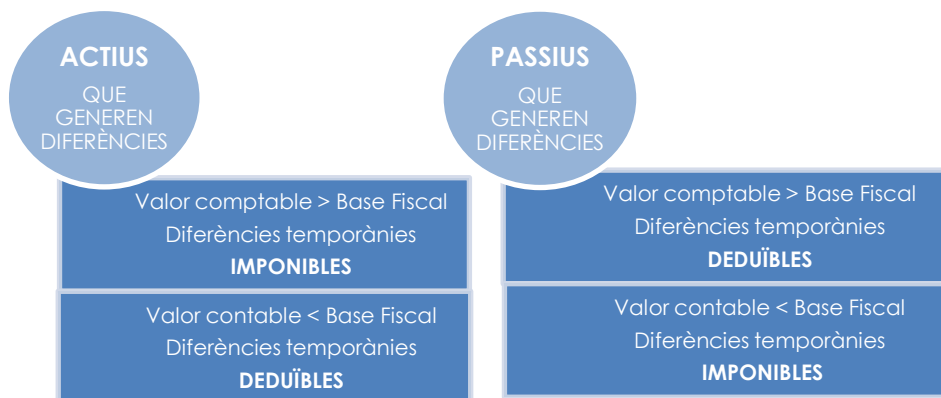 ACTIUS
QUE
GENEREN
DIFERÈNCIES
Valor comptable > Base Fiscal
Diferències temporànies
IMPONIBLES
Valor contable < Base Fiscal
Diferències temporànies
DEDUÏBLES
PASSIUS
QUE
GENEREN
DIFERÈNCIES
Valor comptable > Base Fiscal
Diferències temporànies
DEDUÏBLES
Valor contable < Base Fiscal
Diferències temporànies
IMPONIBLES